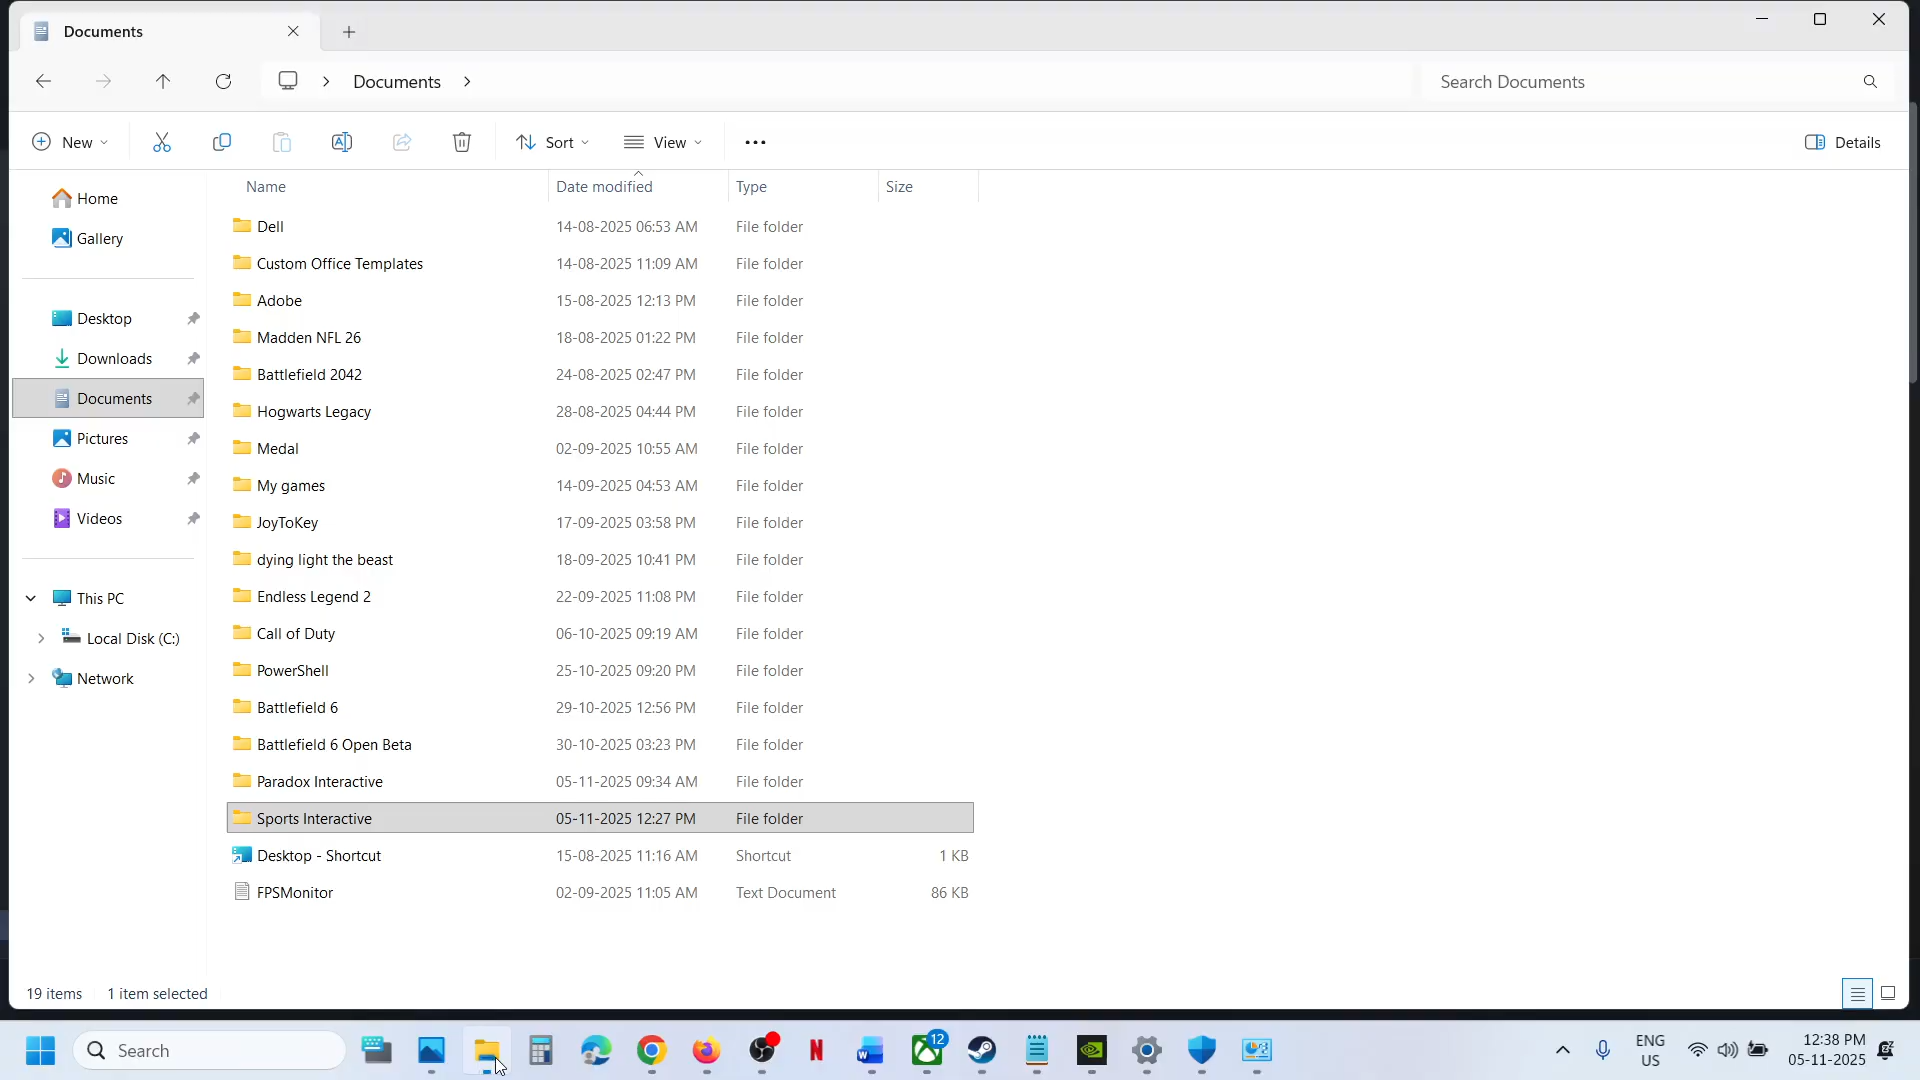 Documents
Documents
Search Documents
New
Sort
View
Details
Name
Date modified
Type
Size
Home
Gallery
Desktop
Downloads
Documents
Pictures
Music
Videos
This PC
Local Disk (C:)
Network
Dell 14-08-2025 06:53 AM File folder
Custom Office Templates 14-08-2025 11:09 AM File folder
Adobe 15-08-2025 12:13 PM File folder
Madden NFL 26 18-08-2025 01:22 PM File folder
Battlefield 2042 24-08-2025 02:47 PM File folder
Hogwarts Legacy 28-08-2025 04:44 PM File folder
Medal 02-09-2025 10:55 AM File folder
My games 14-09-2025 04:53 AM File folder
JoyToKey 17-09-2025 03:58 PM File folder
dying light the beast 18-09-2025 10:41 PM File folder
Endless Legend 2 22-09-2025 11:08 PM File folder
Call of Duty 06-10-2025 09:19 AM File folder
PowerShell 25-10-2025 09:20 PM File folder
Battlefield 6 29-10-2025 12:56 PM File folder
Battlefield 6 Open Beta 30-10-2025 03:23 PM File folder
Paradox Interactive 05-11-2025 09:34 AM File folder
Sports Interactive 05-11-2025 12:27 PM File folder
Desktop - Shortcut 15-08-2025 11:16 AM Shortcut 1 KB
FPSMonitor 02-09-2025 11:05 AM Text Document 86 KB
19 items 1 item selected
Search
12
ENG
US
12:38 PM
05-11-2025